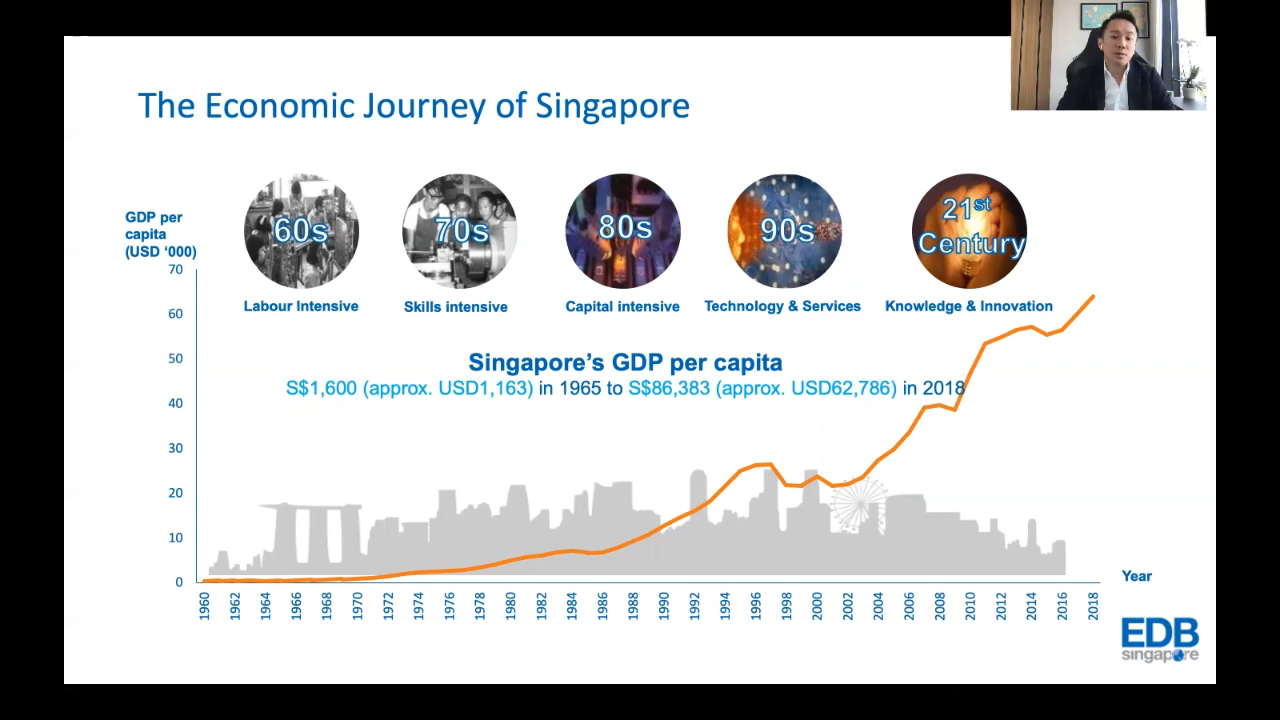 The Economic Journey of Singapore
60s
70s
80s
90s
21st
Century
Labour Intensive
Skills intensive
Capital intensive
Technology & Services
Knowledge & Innovation
GDP per
capita
(USD ‘000)
Singapore’s GDP per capita
S$1,600 (approx. USD1,163) in 1965 to S$86,383 (approx. USD62,786) in 2018
70
60
50
40
30
20
10
0
1960
1962
1964
1966
1968
1970
1972
1974
1976
1978
1980
1982
1984
1986
1988
1990
1992
1994
1996
1998
2000
2002
2004
2006
2008
2010
2012
2014
2016
2018
Year
EDB
singapore